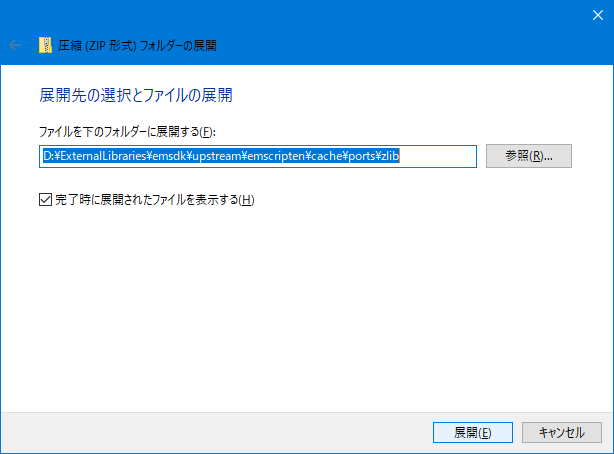 圧縮 (ZIP 形式) フォルダーの展開
展開先の選択とファイルの展開
ファイルを下のフォルダーに展開する(F):
D:¥ExternalLibraries¥emsdk¥upstream¥emscripten¥cache¥ports¥zlib
参照(R)...
完了時に展開されたファイルを表示する(H)
展開(E)
キャンセル